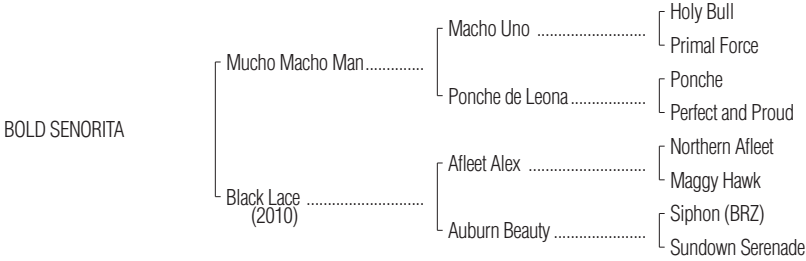 Holy Bull
Macho Uno ..........................
Primal Force
Mucho Macho Man..............
Ponche
Ponche de Leona...................
Perfect and Proud
BOLD SENORITA
Northern Afleet
Afleet Alex ............................
Maggy Hawk
Black Lace ............................
(2010)
Siphon (BRZ)
Auburn Beauty ......................
Sundown Serenade